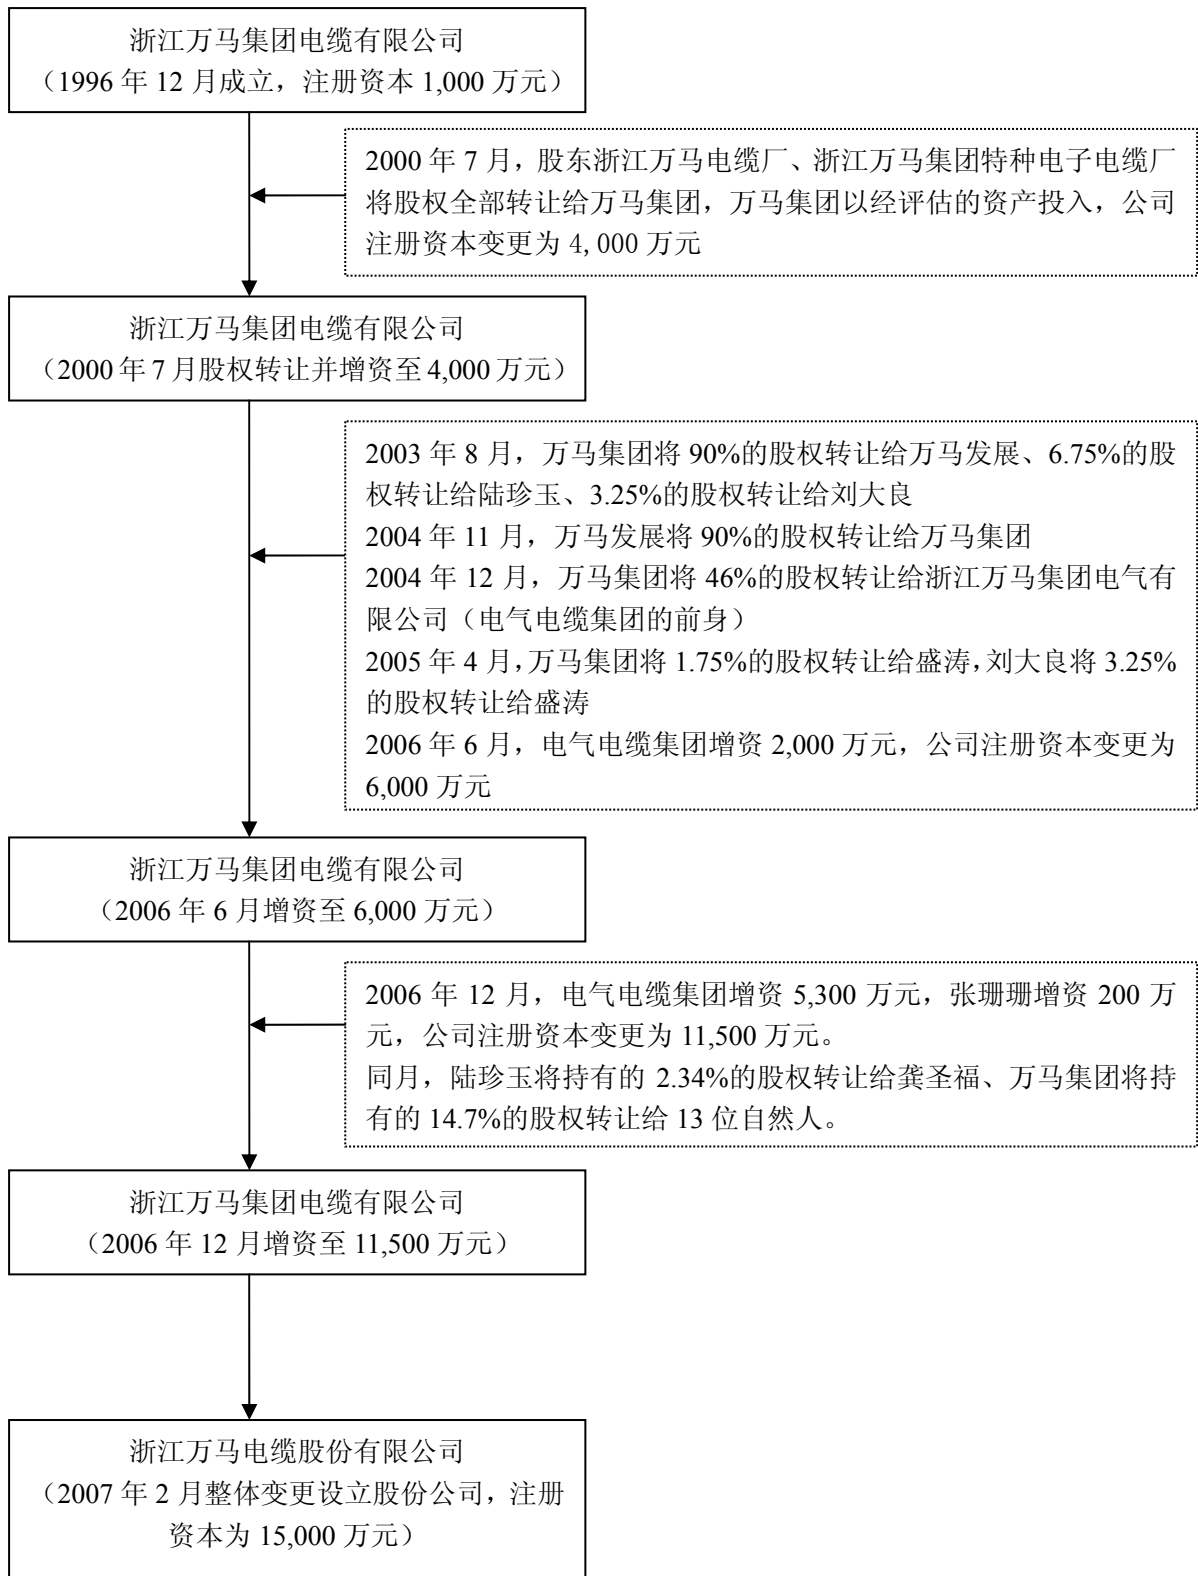 浙江万马集团电缆有限公司
（1996 年 12 月成立，注册资本 1,000 万元）
2000 年 7 月，股东浙江万马电缆厂、浙江万马集团特种电子电缆厂
将股权全部转让给万马集团，万马集团以经评估的资产投入，公司
注册资本变更为 4,000 万元
浙江万马集团电缆有限公司
（2000 年 7 月股权转让并增资至 4,000 万元）
2003 年 8 月，万马集团将 90%的股权转让给万马发展、6.75%的股
权转让给陆珍玉、3.25%的股权转让给刘大良
2004 年 11 月，万马发展将 90%的股权转让给万马集团
2004 年 12 月，万马集团将 46%的股权转让给浙江万马集团电气有
限公司（电气电缆集团的前身）
2005 年 4 月，万马集团将 1.75%的股权转让给盛涛，刘大良将 3.25%
的股权转让给盛涛
2006 年 6 月，电气电缆集团增资 2,000 万元，公司注册资本变更为
6,000 万元
浙江万马集团电缆有限公司
（2006 年 6 月增资至 6,000 万元）
2006 年 12 月，电气电缆集团增资 5,300 万元，张珊珊增资 200 万
元，公司注册资本变更为 11,500 万元。
同月，陆珍玉将持有的 2.34%的股权转让给龚圣福、万马集团将持
有的 14.7%的股权转让给 13 位自然人。
浙江万马集团电缆有限公司
（2006 年 12 月增资至 11,500 万元）
浙江万马电缆股份有限公司
（2007 年 2 月整体变更设立股份公司，注册
资本为 15,000 万元）